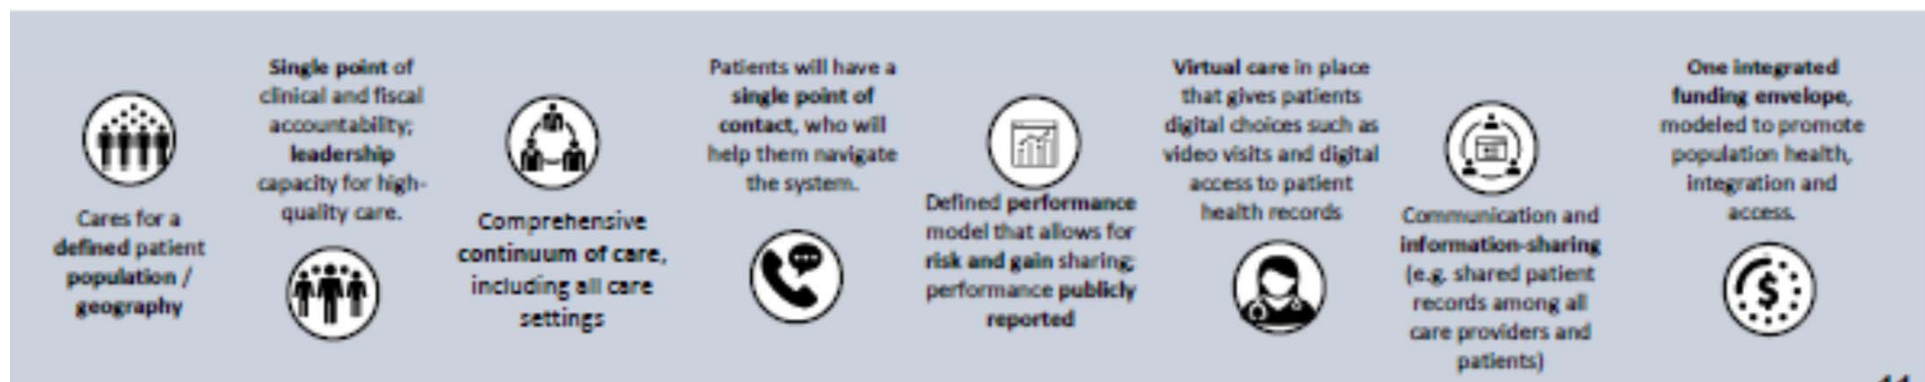 Cares for a
defined patient
population /
geography
Single point of
clinical and fiscal
accountability;
leadership
capacity for high-
quality care.
Comprehensive
continuum of care,
including all care
settings
Patients will have a
single point of
contact, who will
help them navigate
the system.
Defined performance
model that allows for
risk and gain sharing;
performance publicly
reported
Virtual care in place
that gives patients
digital choices such as
video visits and digital
access to patient
health records
Communication and
information-sharing
(e.g. shared patient
records among all
care providers and
patients)
One integrated
funding envelope,
modeled to promote
population health,
integration and
access.
$